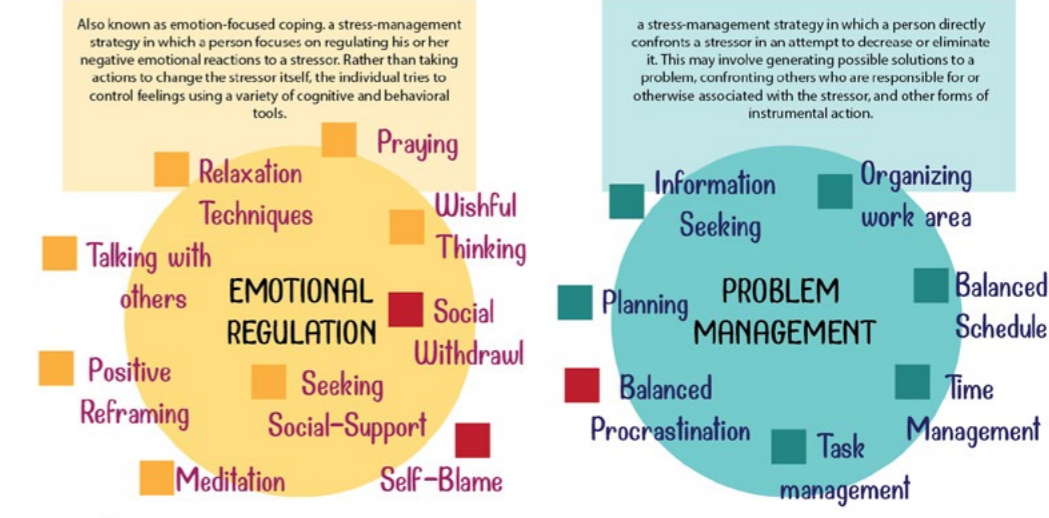 Also known as emotion-focused coping. a stress-management
strategy in which a person focuses on regulating his or her
negative emotional reactions to a stressor. Rather than taking
actions to change the stressor itself, the individual tries to
control feelings using a variety of cognitive and behavioral
tools.
Praying
Relaxation
Techniques
Wishful
Thinking
Talking with
others
EMOTIONAL
REGULATION
Social
Withdrawl
Positive
Reframing
Seeking
Social-Support
Meditation
Self-Blame
a stress-management strategy in which a person directly
confronts a stressor in an attempt to decrease or eliminate
it. This may involve generating possible solutions to a
problem, confronting others who are responsible for or
otherwise associated with the stressor, and other forms of
instrumental action.
Information
Seeking
Organizing
work area
Planning
PROBLEM
MANAGEMENT
Balanced
Schedule
Balanced
Procrastination
Time
Management
Task
management